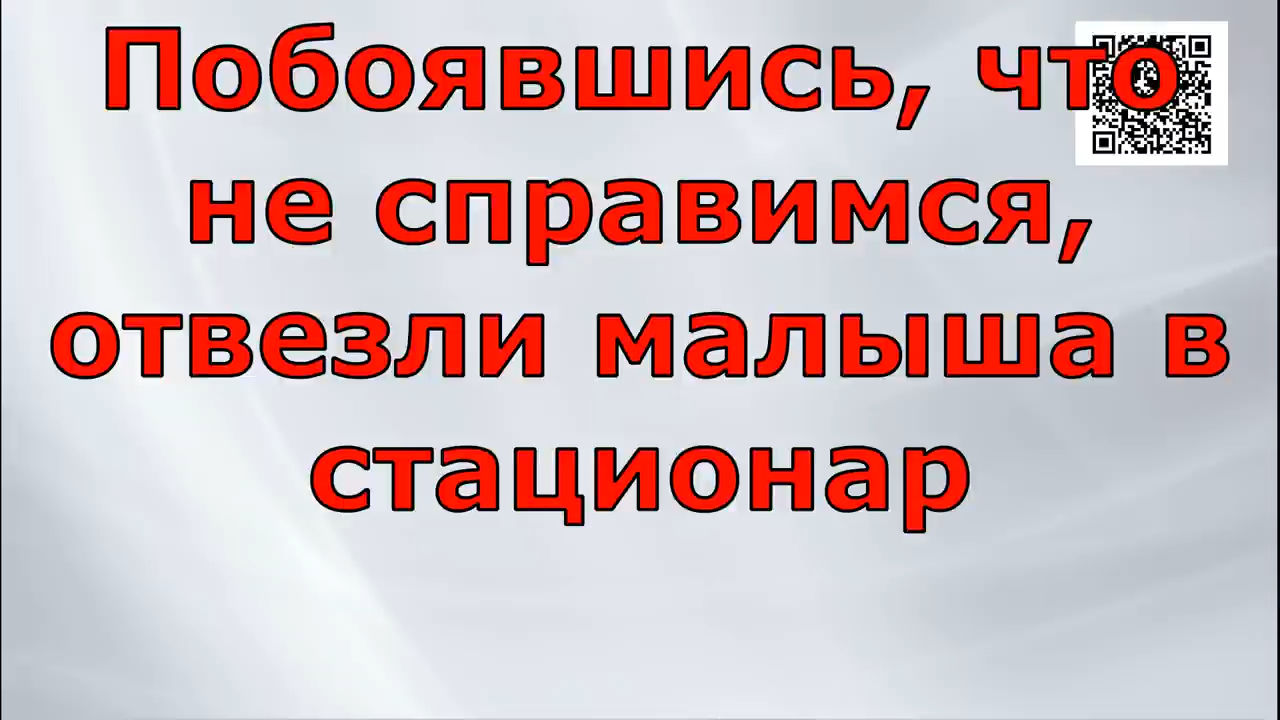 Побоявшись, что
не справимся,
отвезли малыша в
стационар